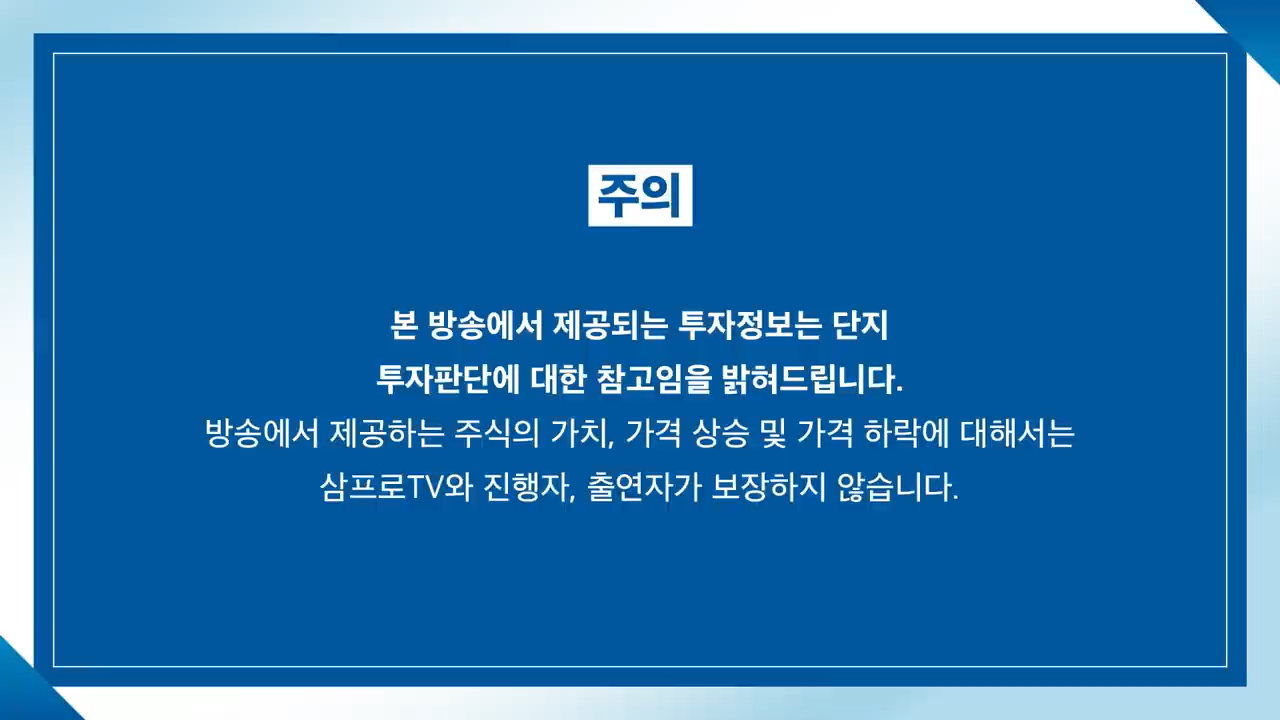 주의
본 방송에서 제공되는 투자정보는 단지
투자판단에 대한 참고임을 밝혀드립니다.
방송에서 제공하는 주식의 가치, 가격 상승 및 가격 하락에 대해서는
삼프로TV와 진행자, 출연자가 보장하지 않습니다.